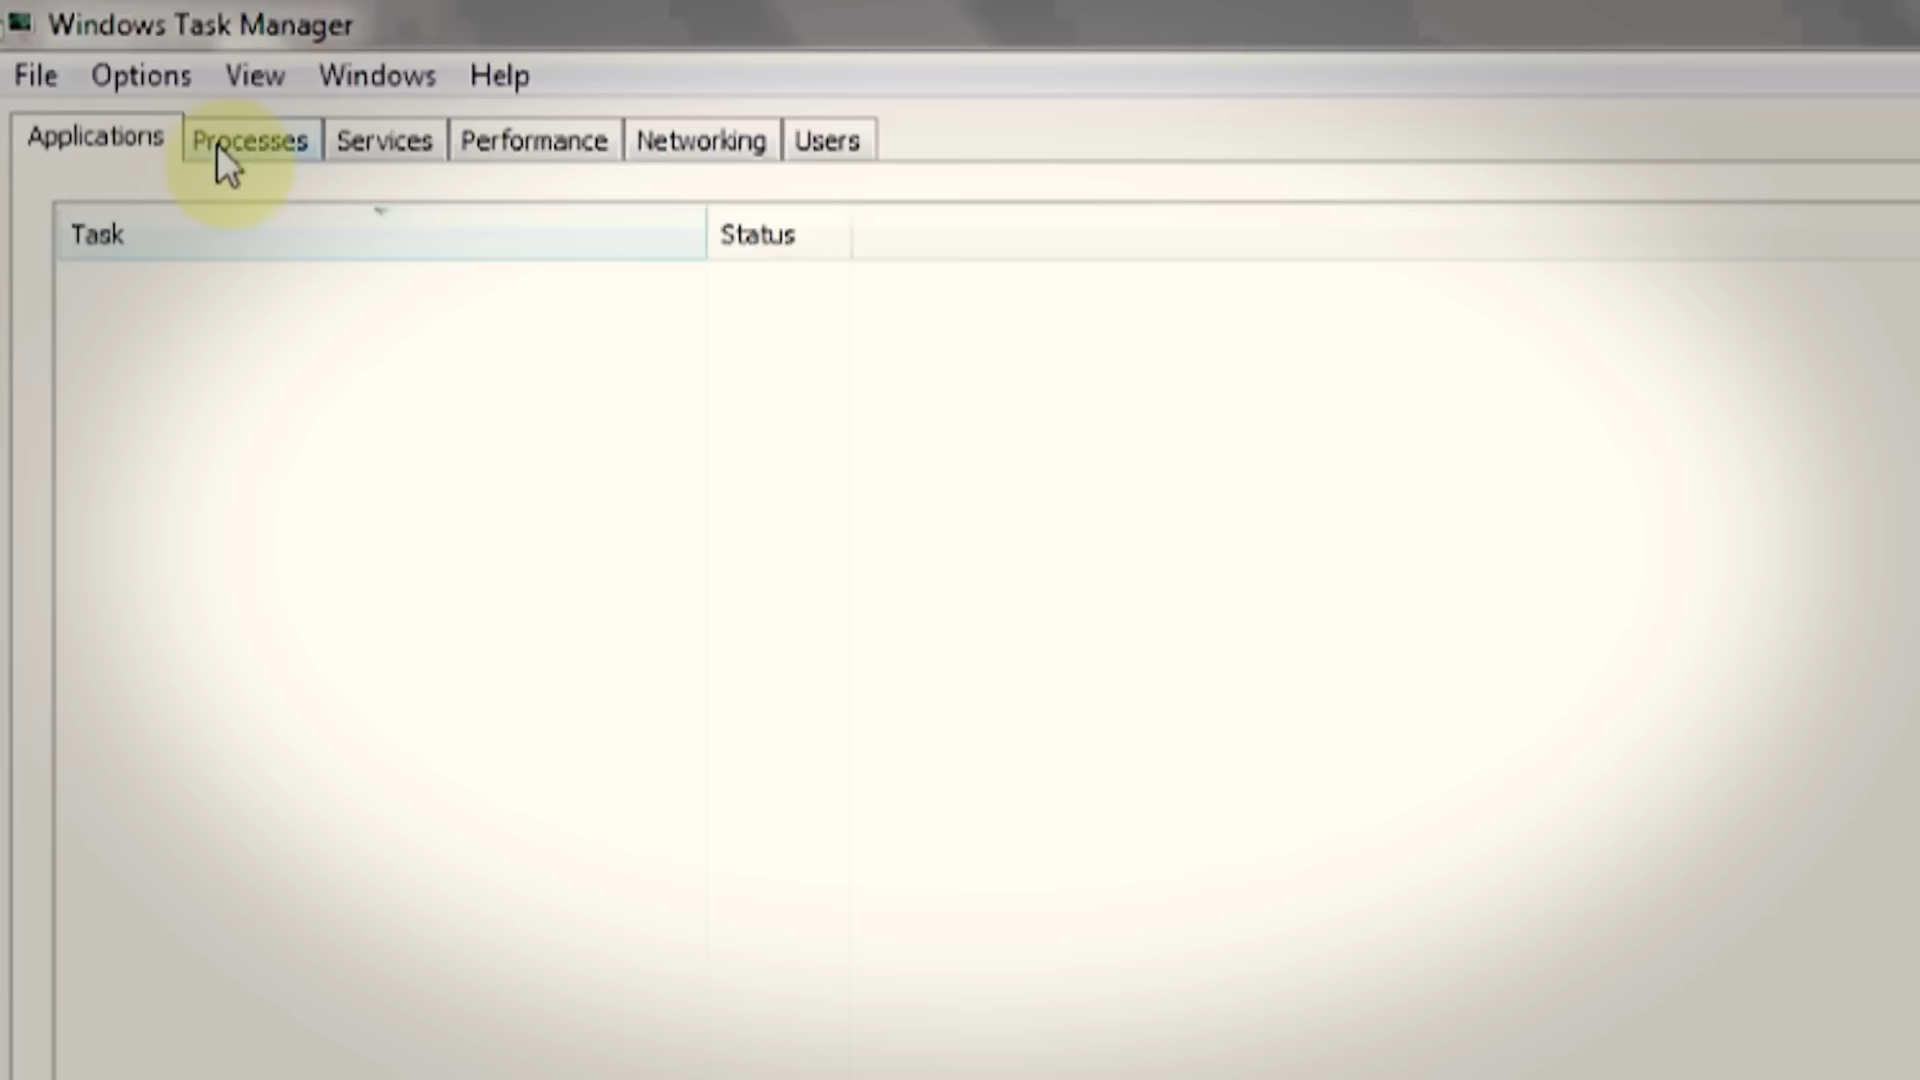 Windows Task Manager
File Options View Windows Help
Applications Processes Services Performance Networking Users
Task Status